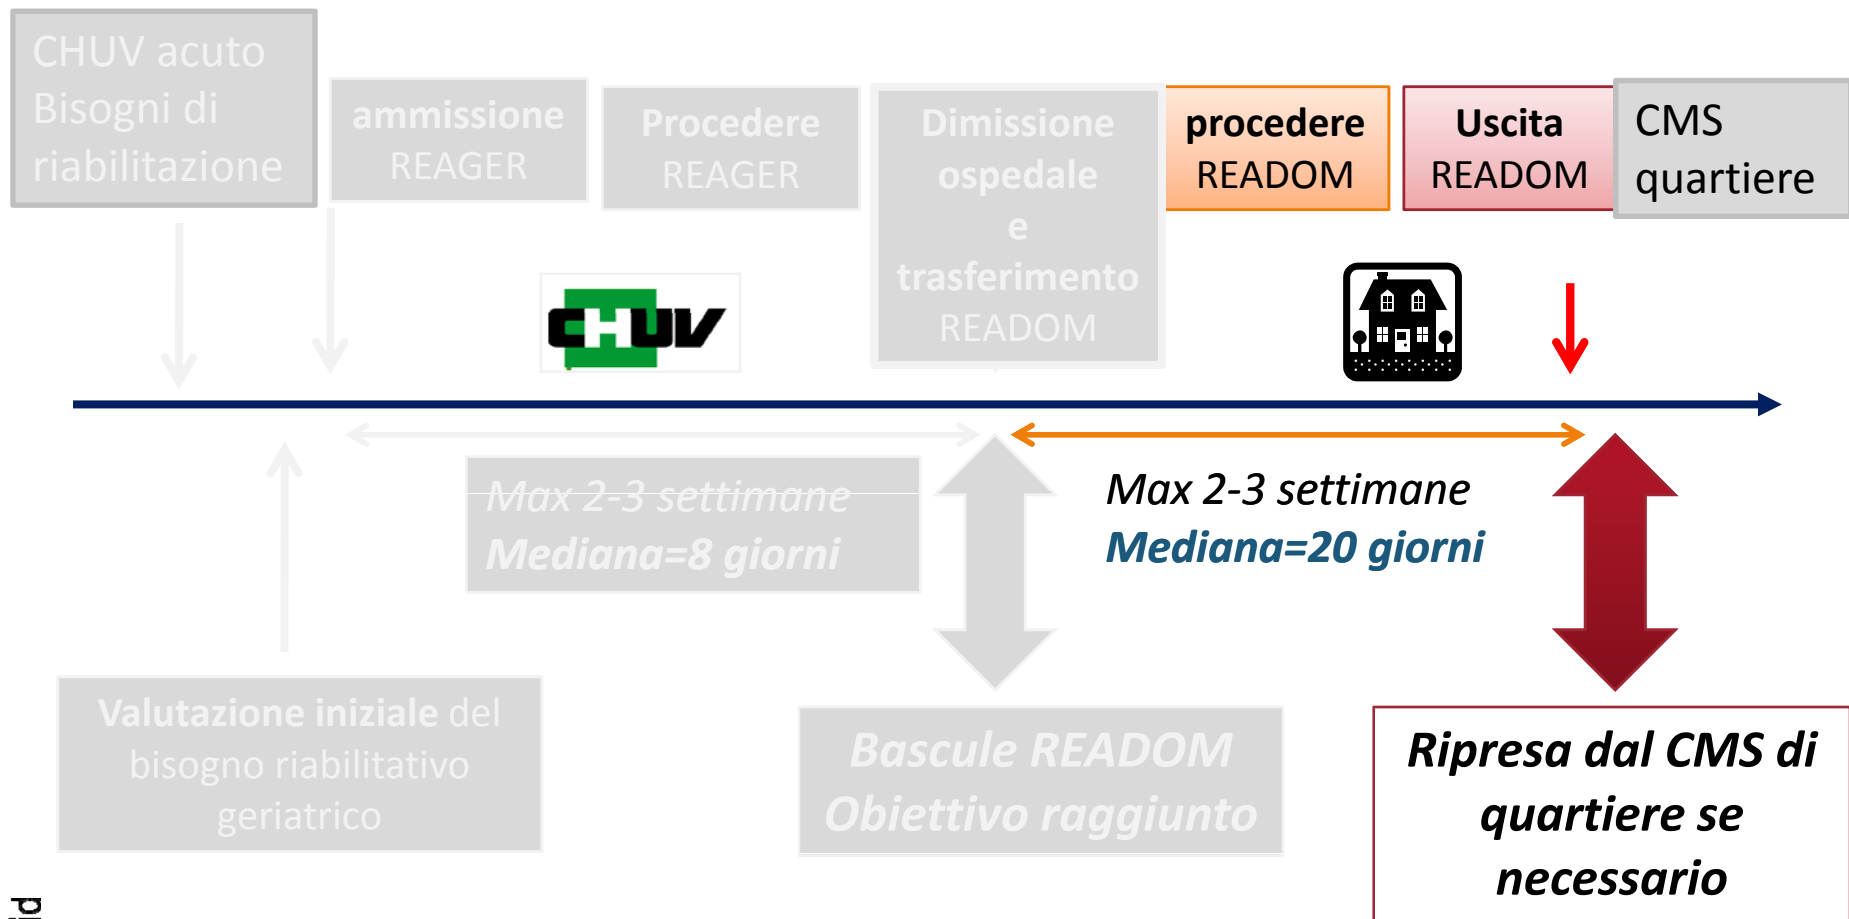 CHUV acuto
Bisogni di
riabilitazione
ammissione
REAGER
Procedere
REAGER
Dimissione
ospedale
e
trasferimento
READOM
procedere
READOM
Uscita
READOM
CMS
quartiere
CHUV
Max 2-3 settimane
Mediana=8 giorni
Max 2-3 settimane
Mediana=20 giorni
Valutazione iniziale del
bisogno riabilitativo
geriatrico
Bascule READOM
Obiettivo raggiunto
Ripresa dal CMS di
quartiere se
necessario